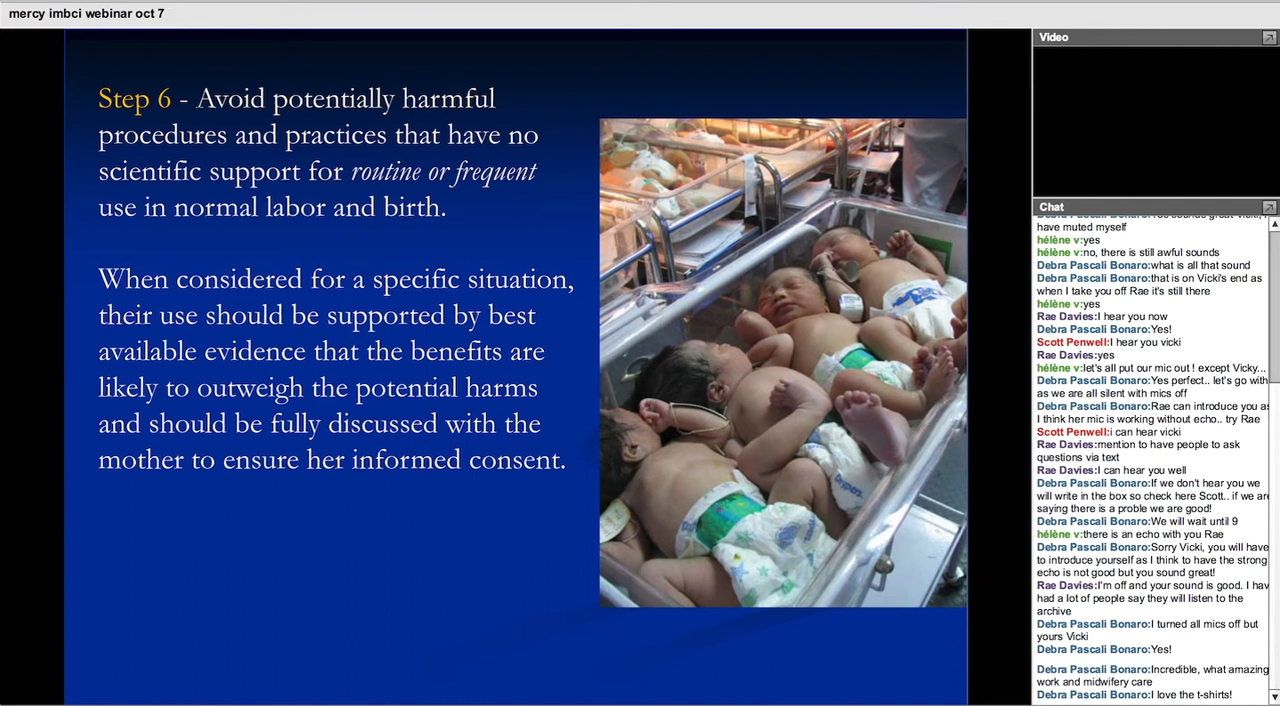 mercy imbci webinar oct 7
Step 6 - Avoid potentially harmful
procedures and practices that have no
scientific support for routine or frequent
use in normal labor and birth.
When considered for a specific situation,
their use should be supported by best
available evidence that the benefits are
likely to outweigh the potential harms
and should be fully discussed with the
mother to ensure her informed consent.
Video
Chat
have muted myself
hélène v:yes
hélène v:no, there is still awful sounds
Debra Pascali Bonaro:what is all that sound
Debra Pascali Bonaro:that is on Vicki's end as
when I take you off Rae it's still there
hélène v:yes
Rae Davies:I hear you now
Debra Pascali Bonaro:Yes!
Scott Penwell:I hear you vicki
Rae Davies:yes
hélène v:let's all put our mic out ! except Vicky...
Debra Pascali Bonaro:Yes perfect.. let's go with
as we are all silent with mics off
Debra Pascali Bonaro:Rae can introduce you as
I think her mic is working without echo.. try Rae
Scott Penwell:i can hear vicki
Rae Davies:mention to have people to ask
questions via text
Rae Davies:I can hear you well
Debra Pascali Bonaro:If we don't hear you we
will write in the box so check here Scott.. if we are
saying there is a proble we are good!
Debra Pascali Bonaro:We will wait until 9
hélène v:there is an echo with you Rae
Debra Pascali Bonaro:Sorry Vicki, you will have
to introduce yourself as I think to have the strong
echo is not good but you sound great!
Rae Davies:I'm off and your sound is good. I hav
had a lot of people say they will listen to the
archive
Debra Pascali Bonaro:I turned all mics off but
yours Vicki
Debra Pascali Bonaro:Yes!
Debra Pascali Bonaro:Incredible, what amazing
work and midwifery care
Debra Pascali Bonaro:I love the t-shirts!